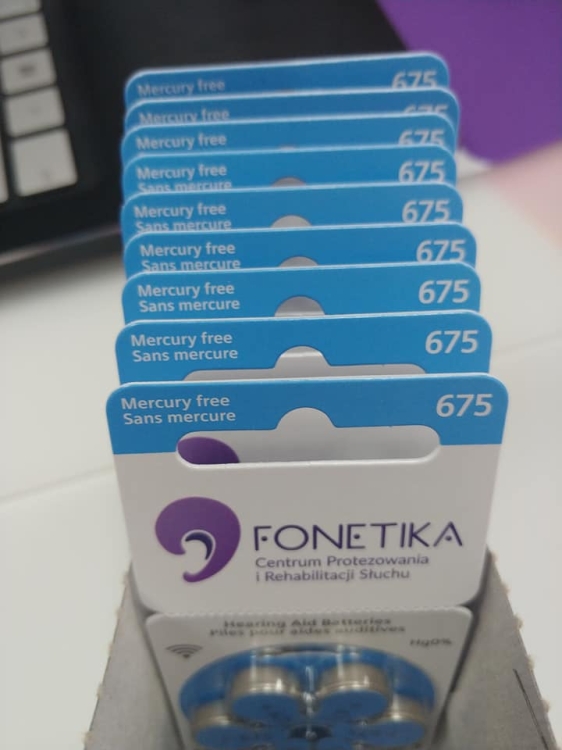 Mercury free 675
Mercury free 675
Mercury free 675
Mercury free 675
Sans mercure
Mercury free 675
Sans mercure
Mercury free 675
Sans mercure
Mercury free 675
Sans mercure
Mercury free 675
Sans mercure
Mercury free 675
Sans mercure
FONETIKA
Centrum Protezowania
i Rehabilitacji Słuchu
Hearing Aid Batteries
Piles pour aides auditives
Hg0%